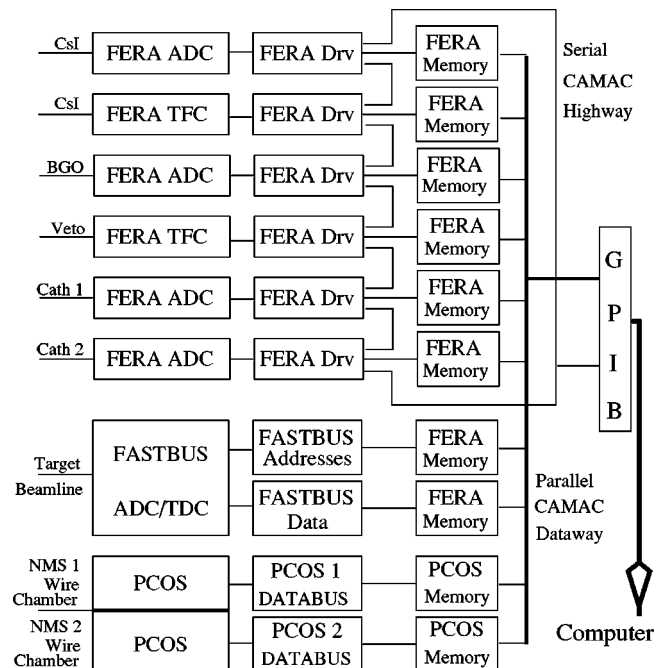 CsI
FERA ADC
FERA Drv
FERA
Memory
Serial
CAMAC
Highway
CsI
FERA TFC
FERA Drv
FERA
Memory
BGO
FERA ADC
FERA Drv
FERA
Memory
Veto
FERA TFC
FERA Drv
FERA
Memory
Cath 1
FERA ADC
FERA Drv
FERA
Memory
Cath 2
FERA ADC
FERA Drv
FERA
Memory
G
P
I
B
Target
Beamline
FASTBUS
ADC/TDC
FASTBUS
Addresses
FERA
Memory
FASTBUS
Data
FERA
Memory
Parallel
CAMAC
Dataway
NMS 1
Wire
Chamber
PCOS
PCOS 1
DATABUS
PCOS
Memory
NMS 2
Wire
Chamber
PCOS
PCOS 2
DATABUS
PCOS
Memory
Computer